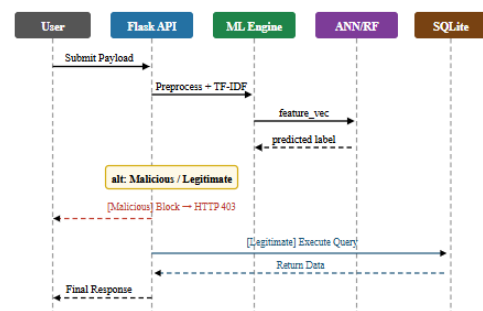 User Flask API ML Engine ANN/RF SQLite
Submit Payload
Preprocess + TF-IDF
feature_vec
predicted label
alt: Malicious / Legitimate
[Malicious] Block → HTTP 403
[Legitimate] Execute Query
Return Data
Final Response